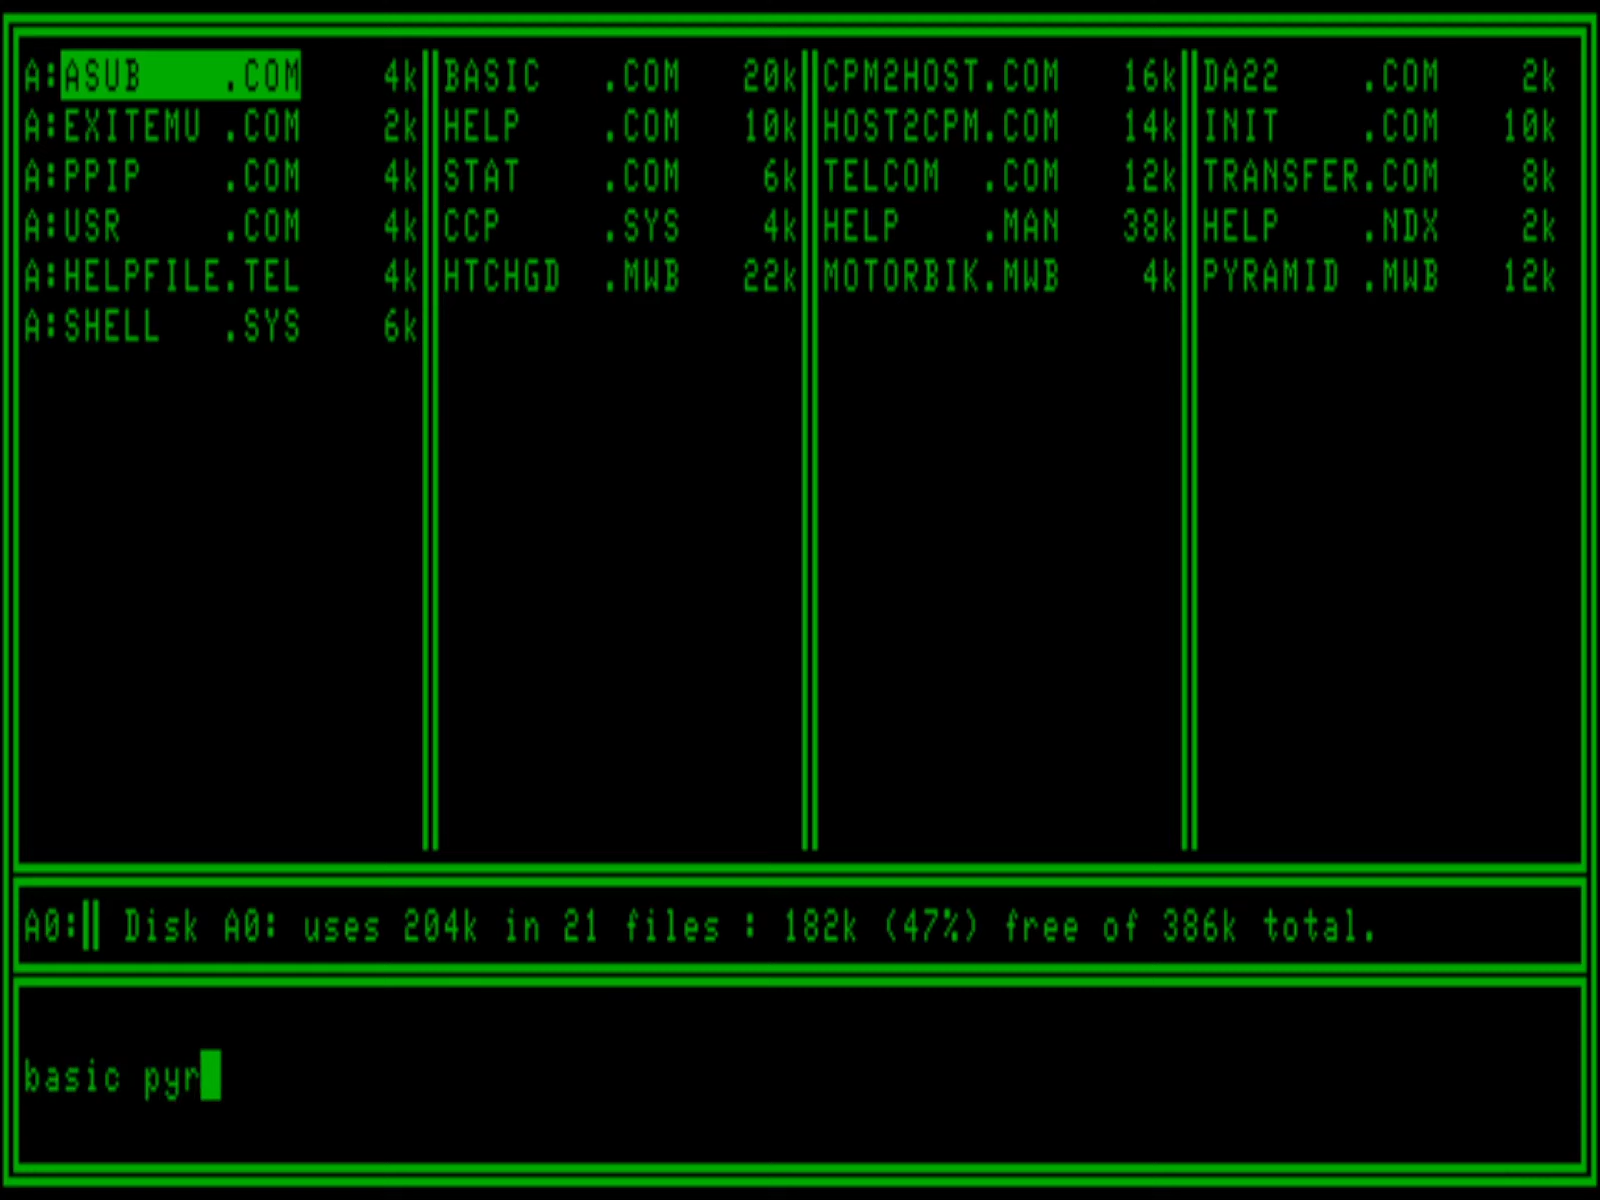 A:ASUB    .COM    4k║BASIC   .COM   20k║CPM2HOST.COM   16k║DA22    .COM    2k
A:EXITEMU .COM    2k║HELP    .COM   10k║HOST2CPM.COM   14k║INIT    .COM   10k
A:PPIP    .COM    4k║STAT    .COM    6k║TELCOM  .COM   12k║TRANSFER.COM    8k
A:USR     .COM    4k║CCP     .SYS    4k║HELP    .MAN   38k║HELP    .NDX    2k
A:HELPFILE.TEL    4k║HTCHGD  .MWB   22k║MOTORBIK.MWB    4k║PYRAMID .MWB   12k
A:SHELL   .SYS    6k
A0:║ Disk A0: uses 204k in 21 files : 182k (47%) free of 386k total.
basic pyr